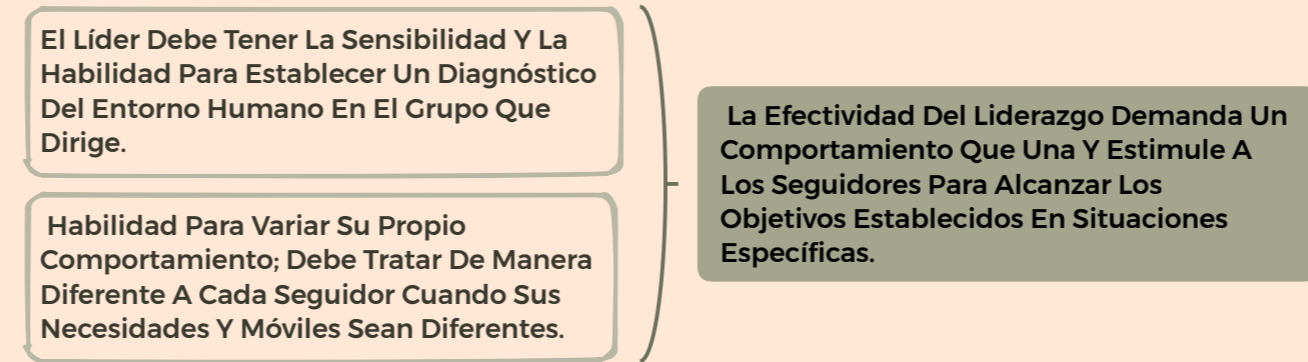 El Líder Debe Tener La Sensibilidad Y La
Habilidad Para Establecer Un Diagnóstico
Del Entorno Humano En El Grupo Que
Dirige.
Habilidad Para Variar Su Propio
Comportamiento; Debe Tratar De Manera
Diferente A Cada Seguidor Cuando Sus
Necesidades Y Móviles Sean Diferentes.
La Efectividad Del Liderazgo Demanda Un
Comportamiento Que Una Y Estimule A
Los Seguidores Para Alcanzar Los
Objetivos Establecidos En Situaciones
Específicas.